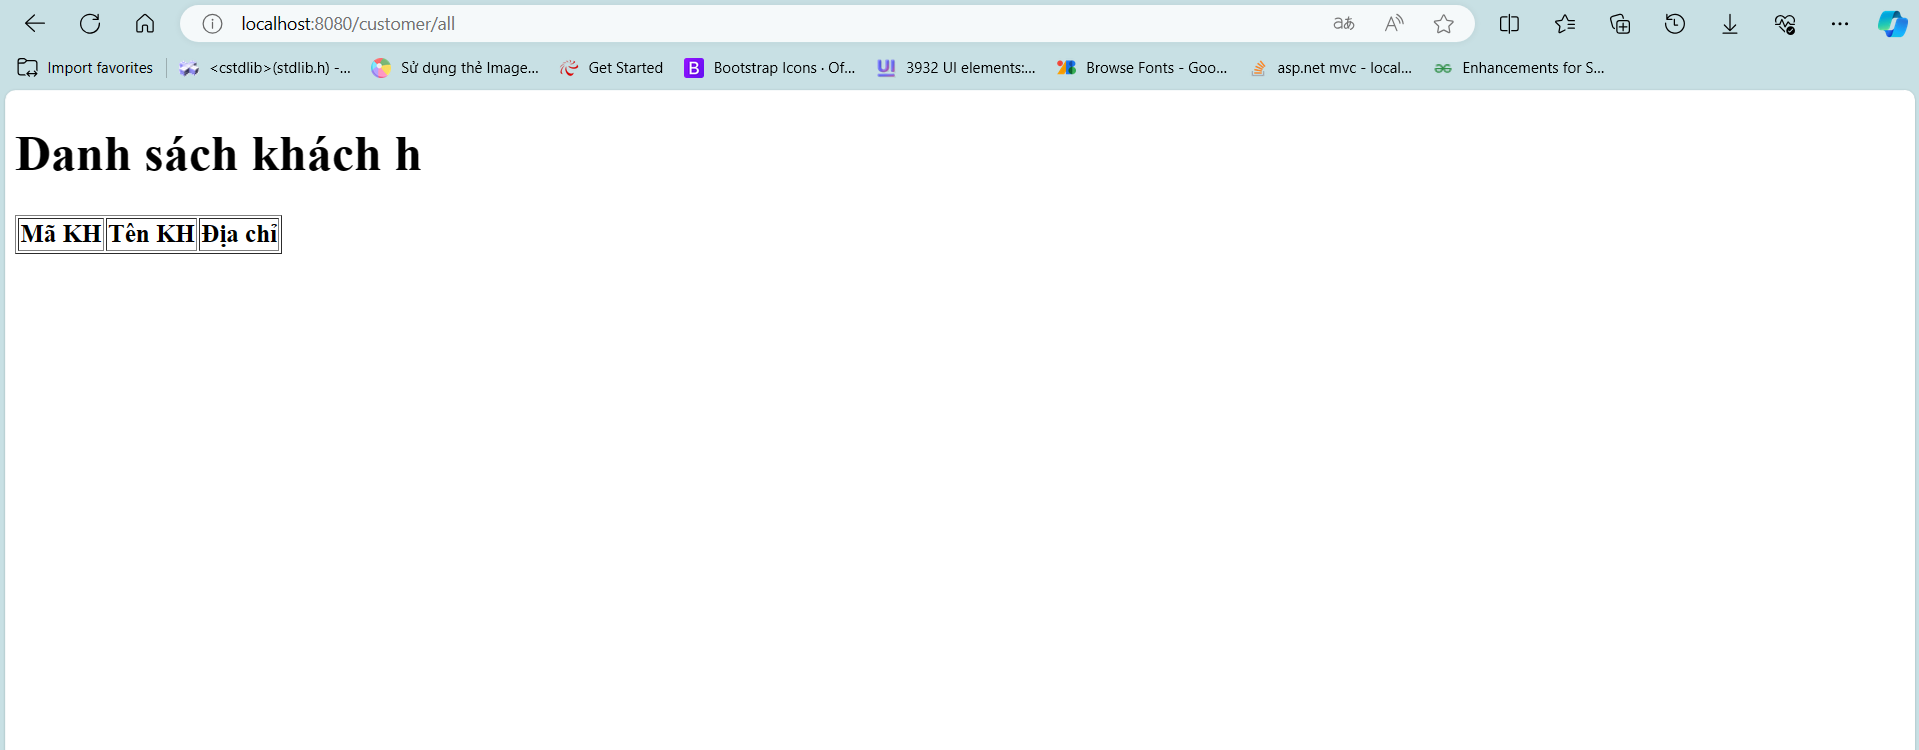 localhost:8080/customer/all
Import favorites <cstdlib>(stdlib.h) -... Sử dụng thẻ Image... Get Started Bootstrap Icons · Of... 3932 UI elements:... Browse Fonts - Goo... asp.net mvc - local... Enhancements for S...
Danh sách khách h
Mã KH Tên KH Địa chỉ